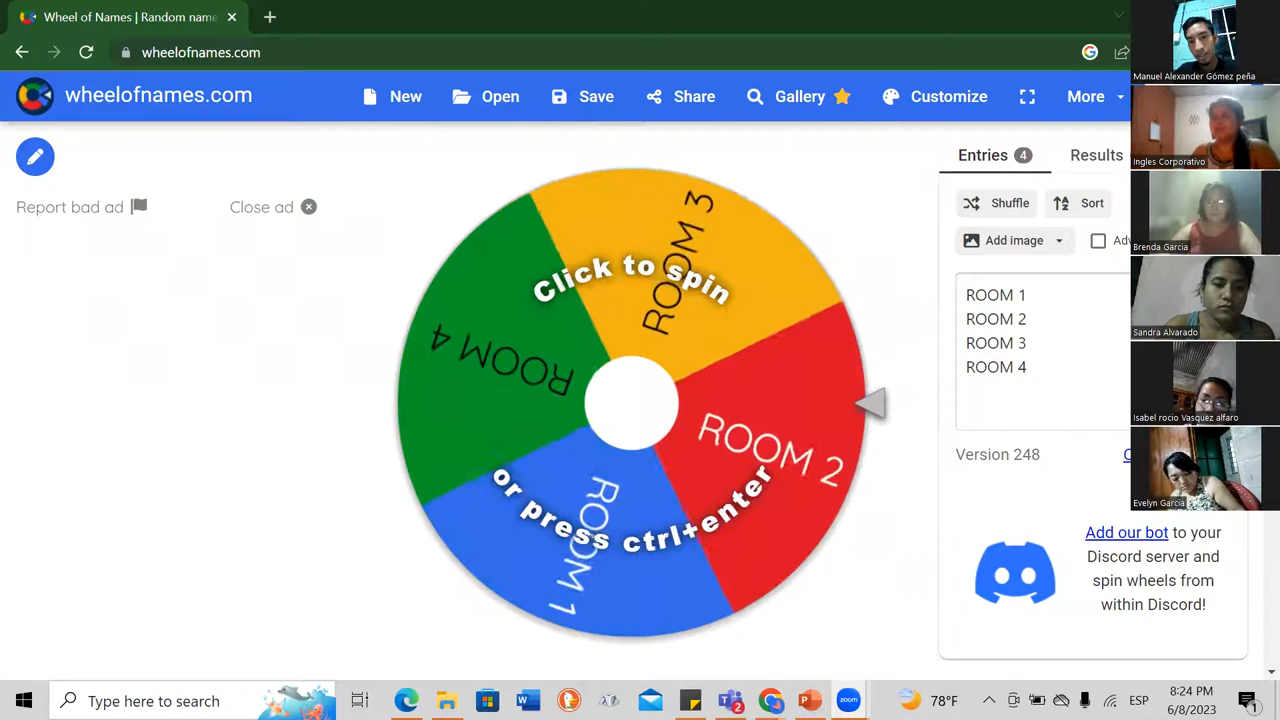 Wheel of Names | Random name
wheelofnames.com
wheelofnames.com
New
Open
Save
Share
Gallery
Customize
More
Report bad ad
Close ad
Entries 4
Results
Shuffle
Sort
Add image
ROOM 1
ROOM 2
ROOM 3
ROOM 4
Version 248
Add our bot to your
Discord server and
spin wheels from
within Discord!
ROOM 3
ROOM 4
ROOM 2
ROOM 1
Click to spin
or press ctrl+enter
Manuel Alexander Gómez peña
Ingles Corporativo
Brenda Garcia
Sandra Alvarado
Isabel rocio Vasquez alfaro
Evelyn Garcia
Type here to search
78°F
ESP
8:24 PM
6/8/2023